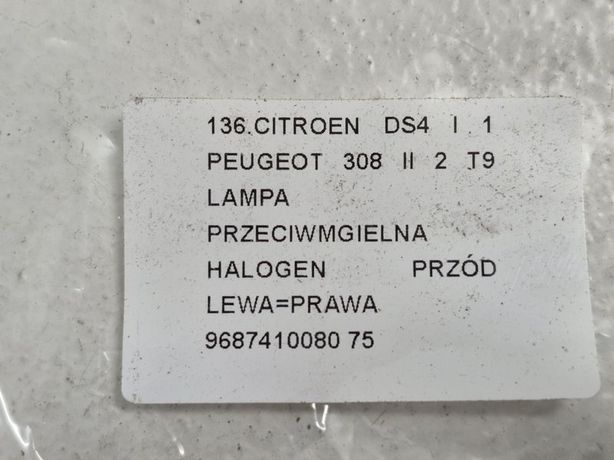 136.CITROEN DS4 I 1
PEUGEOT 308 II 2 T9
LAMPA
PRZECIWMGIELNA
HALOGEN PRZÓD
LEWA=PRAWA
9687410080 75